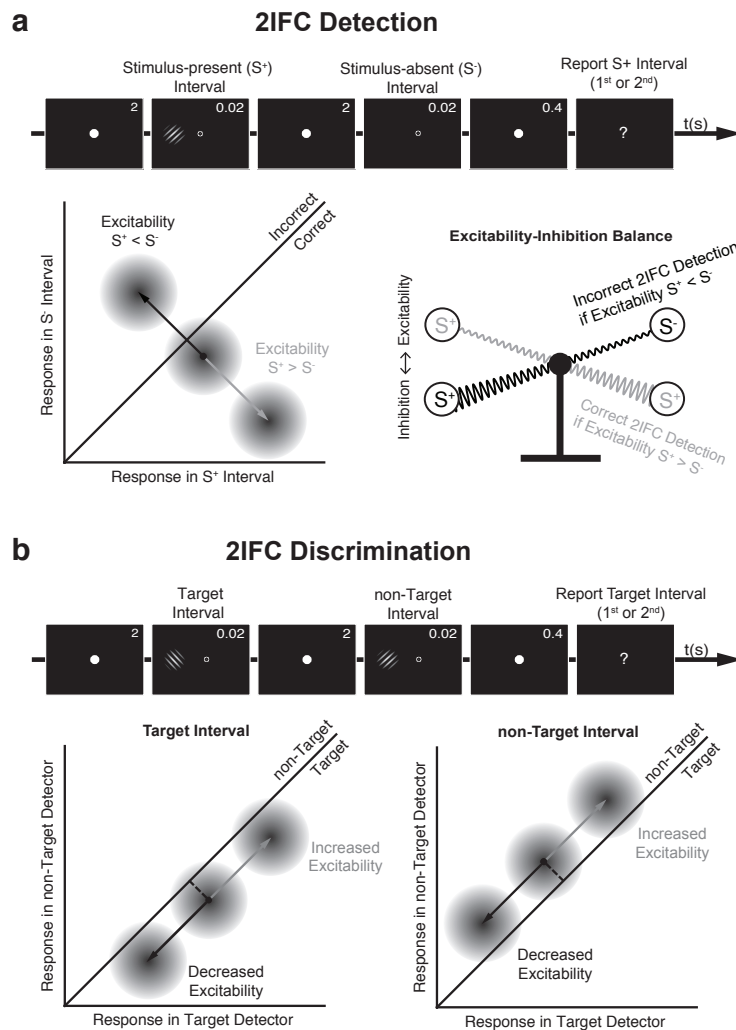 a
2IFC Detection
Stimulus-present (S⁺)
Interval
Stimulus-absent (S⁻)
Interval
Report S+ Interval
(1st or 2nd)
2
0.02
2
0.02
0.4
?
t(s)
Excitability
S⁺ < S⁻
Incorrect
Correct
Excitability
S⁺ > S⁻
Response in S⁻ Interval
Response in S⁺ Interval
Excitability-Inhibition Balance
Inhibition ↔ Excitability
S⁺
S⁺
S⁻
S⁺
Incorrect 2IFC Detection
if Excitability S⁺ < S⁻
Correct 2IFC Detection
if Excitability S⁺ > S⁻
b
2IFC Discrimination
Target
Interval
non-Target
Interval
Report Target Interval
(1st or 2nd)
2
0.02
2
0.02
0.4
?
t(s)
Target Interval
non-Target
Target
Increased
Excitability
Decreased
Excitability
Response in non-Target Detector
Response in Target Detector
non-Target Interval
non-Target
Target
Increased
Excitability
Decreased
Excitability
Response in non-Target Detector
Response in Target Detector